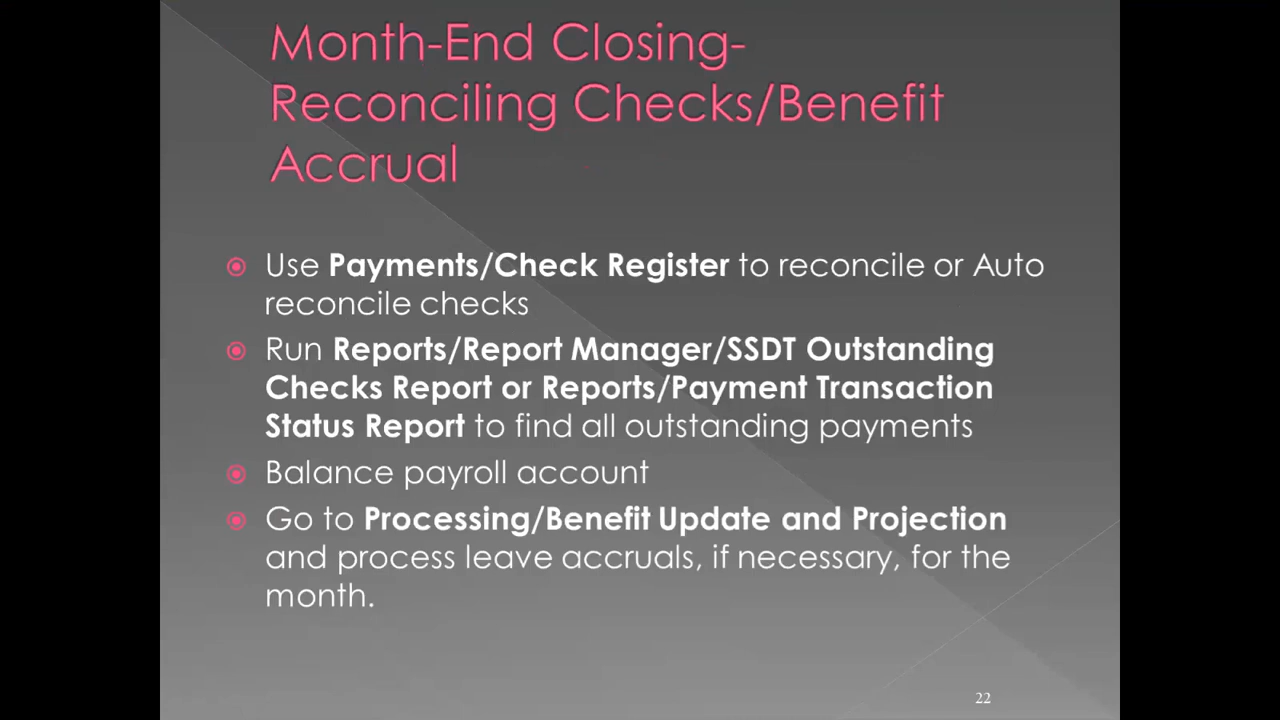 Month-End Closing-
Reconciling Checks/Benefit
Accrual
Use Payments/Check Register to reconcile or Auto
reconcile checks
Run Reports/Report Manager/SSDT Outstanding
Checks Report or Reports/Payment Transaction
Status Report to find all outstanding payments
Balance payroll account
Go to Processing/Benefit Update and Projection
and process leave accruals, if necessary, for the
month.
22